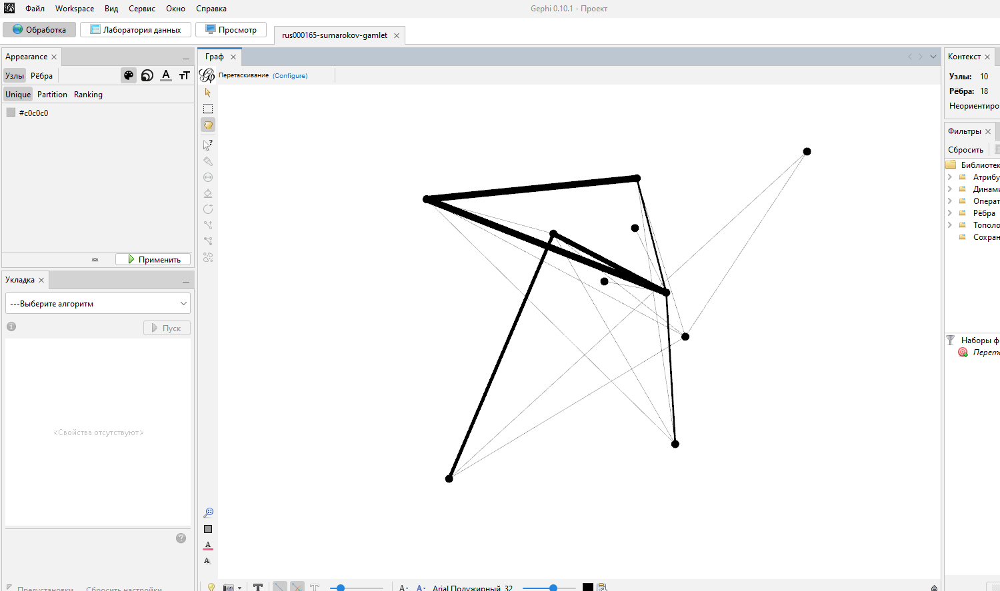 Файл Workspace Вид Сервис Окно Справка
Gephi 0.10.1 - Проект
Обработка Лаборатория данных Просмотр
rus000165-sumarokov-gamlet
Appearance
Узлы Рёбра
Unique Partition Ranking
#c0c0c0
Применить
Укладка
---Выберите алгоритм
Пуск
<Свойства отсутствуют>
Предустановки Сбросить настройки
Граф
Перетаскивание (Configure)
Arial Полужирный, 32
Контекст
Узлы: 10
Рёбра: 18
Неориентиро
Фильтры
Сбросить
Библиотек
Атрибу
Динами
Операт
Рёбра
Тополо
Сохран
Наборы ф
Перета